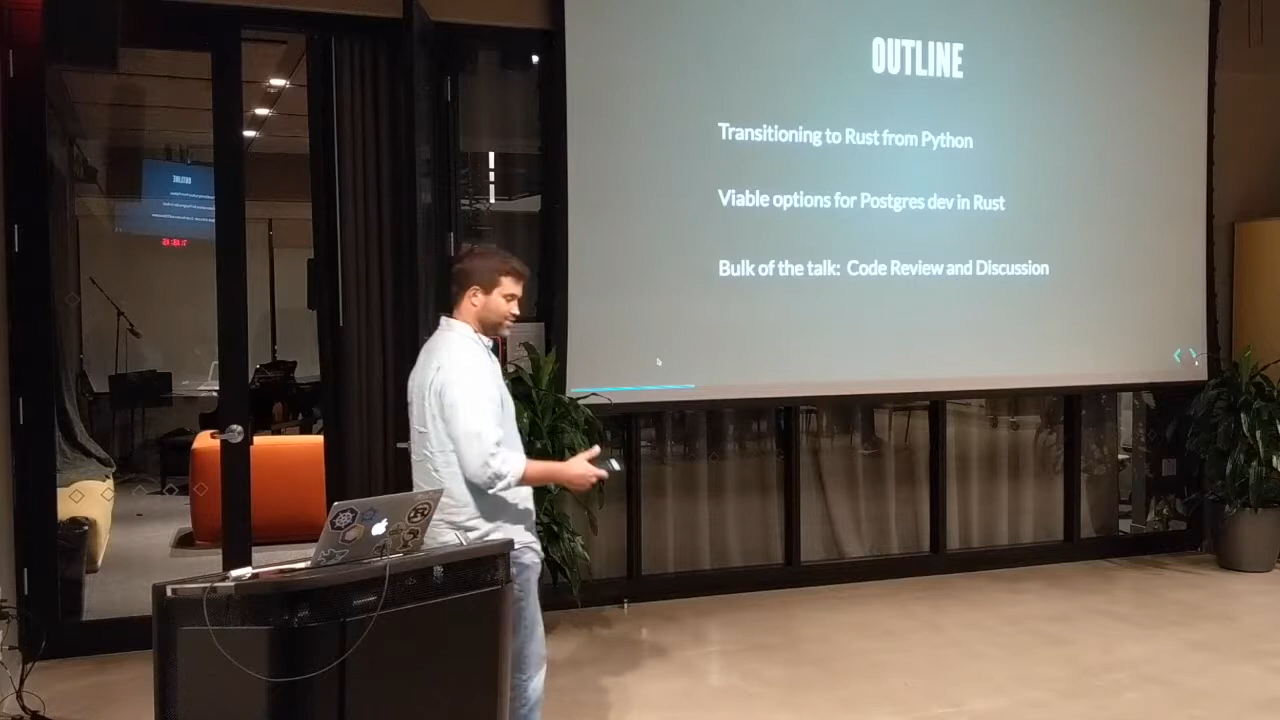 OUTLINE
Transitioning to Rust from Python
Viable options for Postgres dev in Rust
Bulk of the talk: Code Review and Discussion